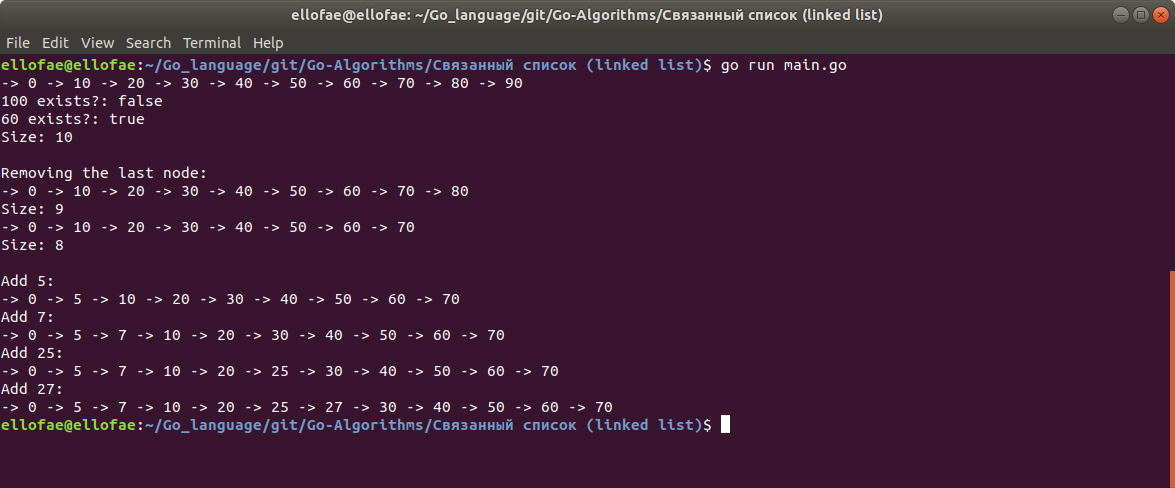 ellofae@ellofae: ~/Go_language/git/Go-Algorithms/Связанный список (linked list)
File Edit View Search Terminal Help
ellofae@ellofae:~/Go_language/git/Go-Algorithms/Связанный список (linked list)$ go run main.go
-> 0 -> 10 -> 20 -> 30 -> 40 -> 50 -> 60 -> 70 -> 80 -> 90
100 exists?: false
60 exists?: true
Size: 10
Removing the last node:
-> 0 -> 10 -> 20 -> 30 -> 40 -> 50 -> 60 -> 70 -> 80
Size: 9
-> 0 -> 10 -> 20 -> 30 -> 40 -> 50 -> 60 -> 70
Size: 8
Add 5:
-> 0 -> 5 -> 10 -> 20 -> 30 -> 40 -> 50 -> 60 -> 70
Add 7:
-> 0 -> 5 -> 7 -> 10 -> 20 -> 30 -> 40 -> 50 -> 60 -> 70
Add 25:
-> 0 -> 5 -> 7 -> 10 -> 20 -> 25 -> 30 -> 40 -> 50 -> 60 -> 70
Add 27:
-> 0 -> 5 -> 7 -> 10 -> 20 -> 25 -> 27 -> 30 -> 40 -> 50 -> 60 -> 70
ellofae@ellofae:~/Go_language/git/Go-Algorithms/Связанный список (linked list)$